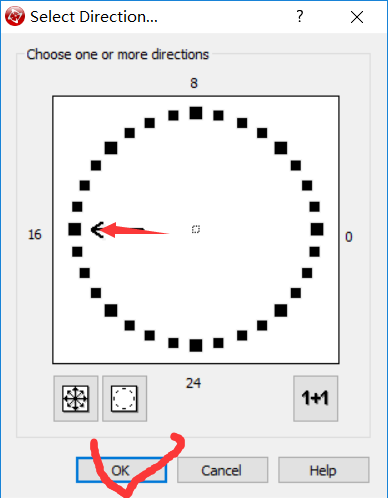 Select Direction... ?
Choose one or more directions
8
16
0
24
1+1
OK Cancel Help